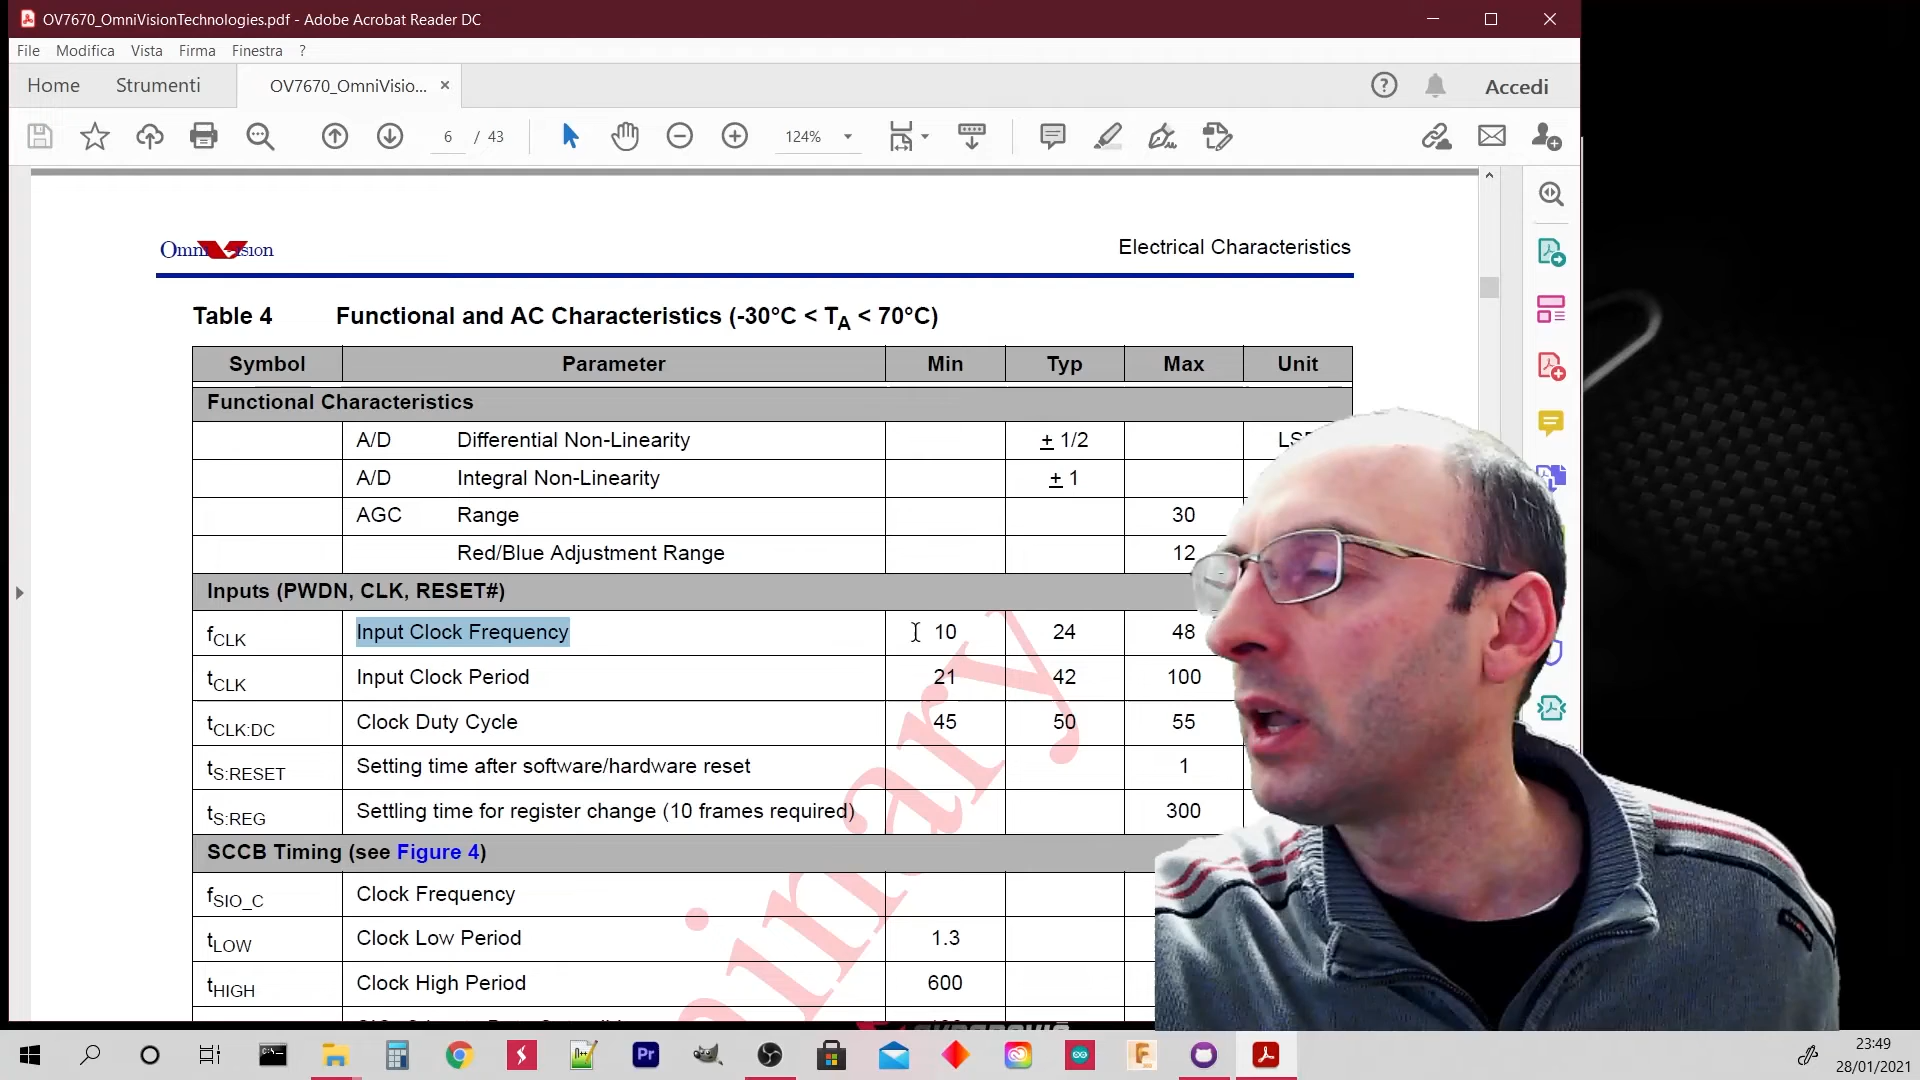 OV7670_OmniVisionTechnologies.pdf - Adobe Acrobat Reader DC
File Modifica Vista Firma Finestra ?
Home Strumenti OV7670_OmniVisio... × Accedi
6 / 43 124%
OmniVision Electrical Characteristics
Table 4 Functional and AC Characteristics (-30°C < TA < 70°C)
Symbol Parameter Min Typ Max Unit
Functional Characteristics
A/D Differential Non-Linearity ± 1/2
A/D Integral Non-Linearity ± 1
AGC Range 30
Red/Blue Adjustment Range 12
Inputs (PWDN, CLK, RESET#)
fCLK Input Clock Frequency 10 24 48
tCLK Input Clock Period 21 42 100
tCLK:DC Clock Duty Cycle 45 50 55
tS:RESET Setting time after software/hardware reset 1
tS:REG Settling time for register change (10 frames required) 300
SCCB Timing (see Figure 4)
fSIO_C Clock Frequency
tLOW Clock Low Period 1.3
tHIGH Clock High Period 600
inary
23:49
28/01/2021